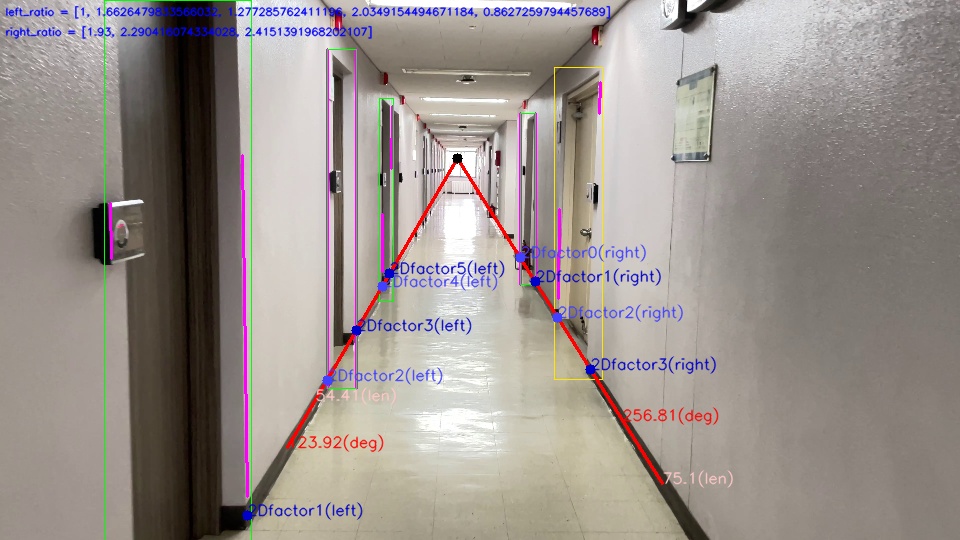 left_ratio = [1, 1.6626479833566032, 1.277285762411196, 2.0349154494671184, 0.8627259794457689]
right_ratio = [1.93, 2.290418074334028, 2.4151391968202107]
2Dfactor0(right)
2Dfactor5(left)
2Dfactor1(right)
2Dfactor4(left)
2Dfactor2(right)
2Dfactor3(left)
2Dfactor3(right)
2Dfactor2(left)
54.41(len)
256.81(deg)
23.92(deg)
75.1(len)
2Dfactor1(left)